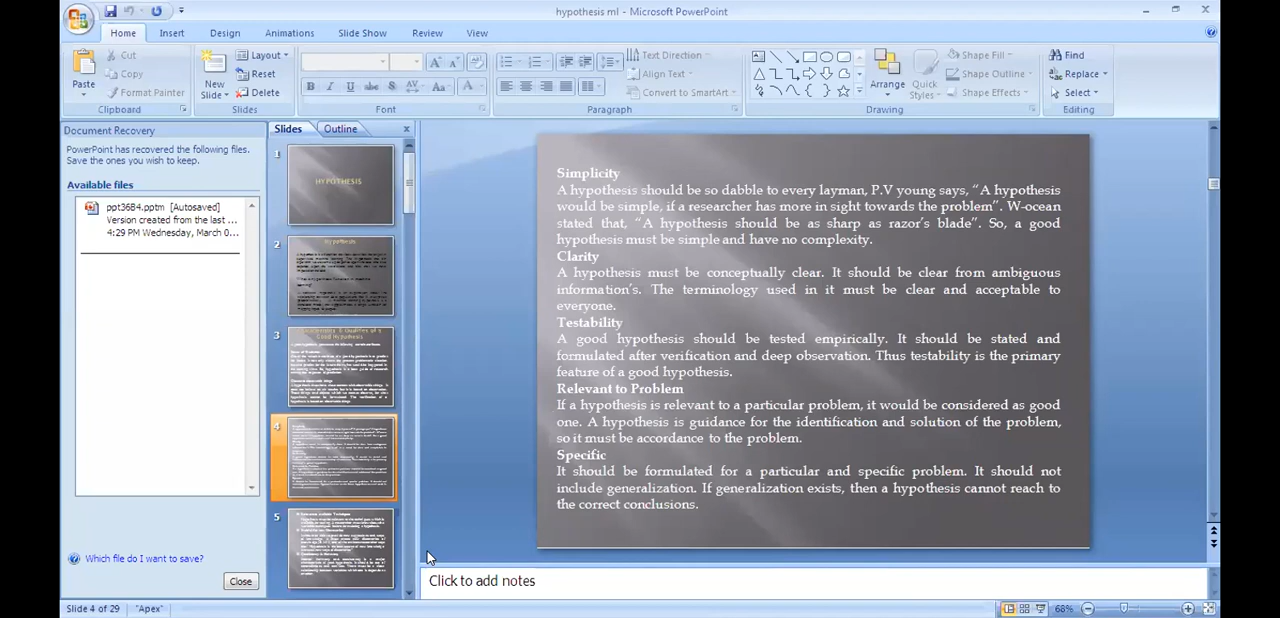 hypothesis ml - Microsoft PowerPoint
Home Insert Design Animations Slide Show Review View
Paste
Cut
Copy
Format Painter
Clipboard
New
Slide
Layout
Reset
Delete
Slides
B I U abc S AV Aa A
Font
Text Direction
Align Text
Convert to SmartArt
Paragraph
Arrange
Quick
Styles
Shape Fill
Shape Outline
Shape Effects
Drawing
Find
Replace
Select
Editing
Document Recovery
PowerPoint has recovered the following files.
Save the ones you wish to keep.
Available files
ppt36B4.pptm [Autosaved]
Version created from the last ...
4:29 PM Wednesday, March 0...
Which file do I want to save?
Close
Slides Outline
1
HYPOTHESIS
2
Hypothesis
3
4
5
Simplicity
A hypothesis should be so dabble to every layman, P.V young says, “A hypothesis
would be simple, if a researcher has more in sight towards the problem”. W-ocean
stated that, “A hypothesis should be as sharp as razor's blade”. So, a good
hypothesis must be simple and have no complexity.
Clarity
A hypothesis must be conceptually clear. It should be clear from ambiguous
information's. The terminology used in it must be clear and acceptable to
everyone.
Testability
A good hypothesis should be tested empirically. It should be stated and
formulated after verification and deep observation. Thus testability is the primary
feature of a good hypothesis.
Relevant to Problem
If a hypothesis is relevant to a particular problem, it would be considered as good
one. A hypothesis is guidance for the identification and solution of the problem,
so it must be accordance to the problem.
Specific
It should be formulated for a particular and specific problem. It should not
include generalization. If generalization exists, then a hypothesis cannot reach to
the correct conclusions.
Click to add notes
Slide 4 of 29 "Apex" 68%